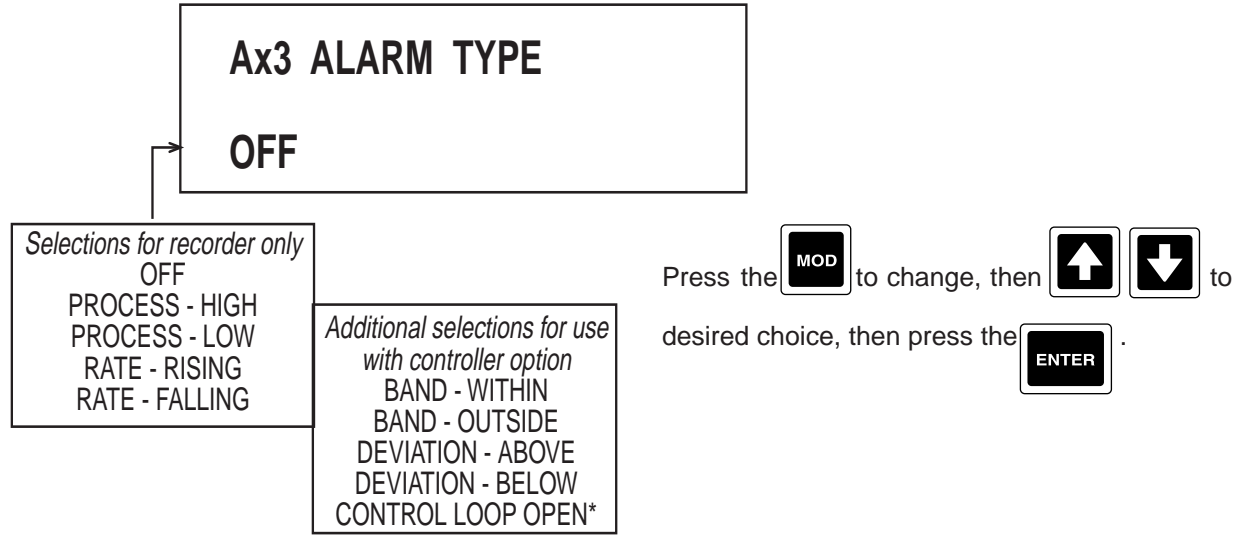 Ax3 ALARM TYPE
OFF
Selections for recorder only
OFF
PROCESS - HIGH
PROCESS - LOW
RATE - RISING
RATE - FALLING
Additional selections for use
with controller option
BAND - WITHIN
BAND - OUTSIDE
DEVIATION - ABOVE
DEVIATION - BELOW
CONTROL LOOP OPEN*
Press the MOD to change, then to
desired choice, then press the ENTER .